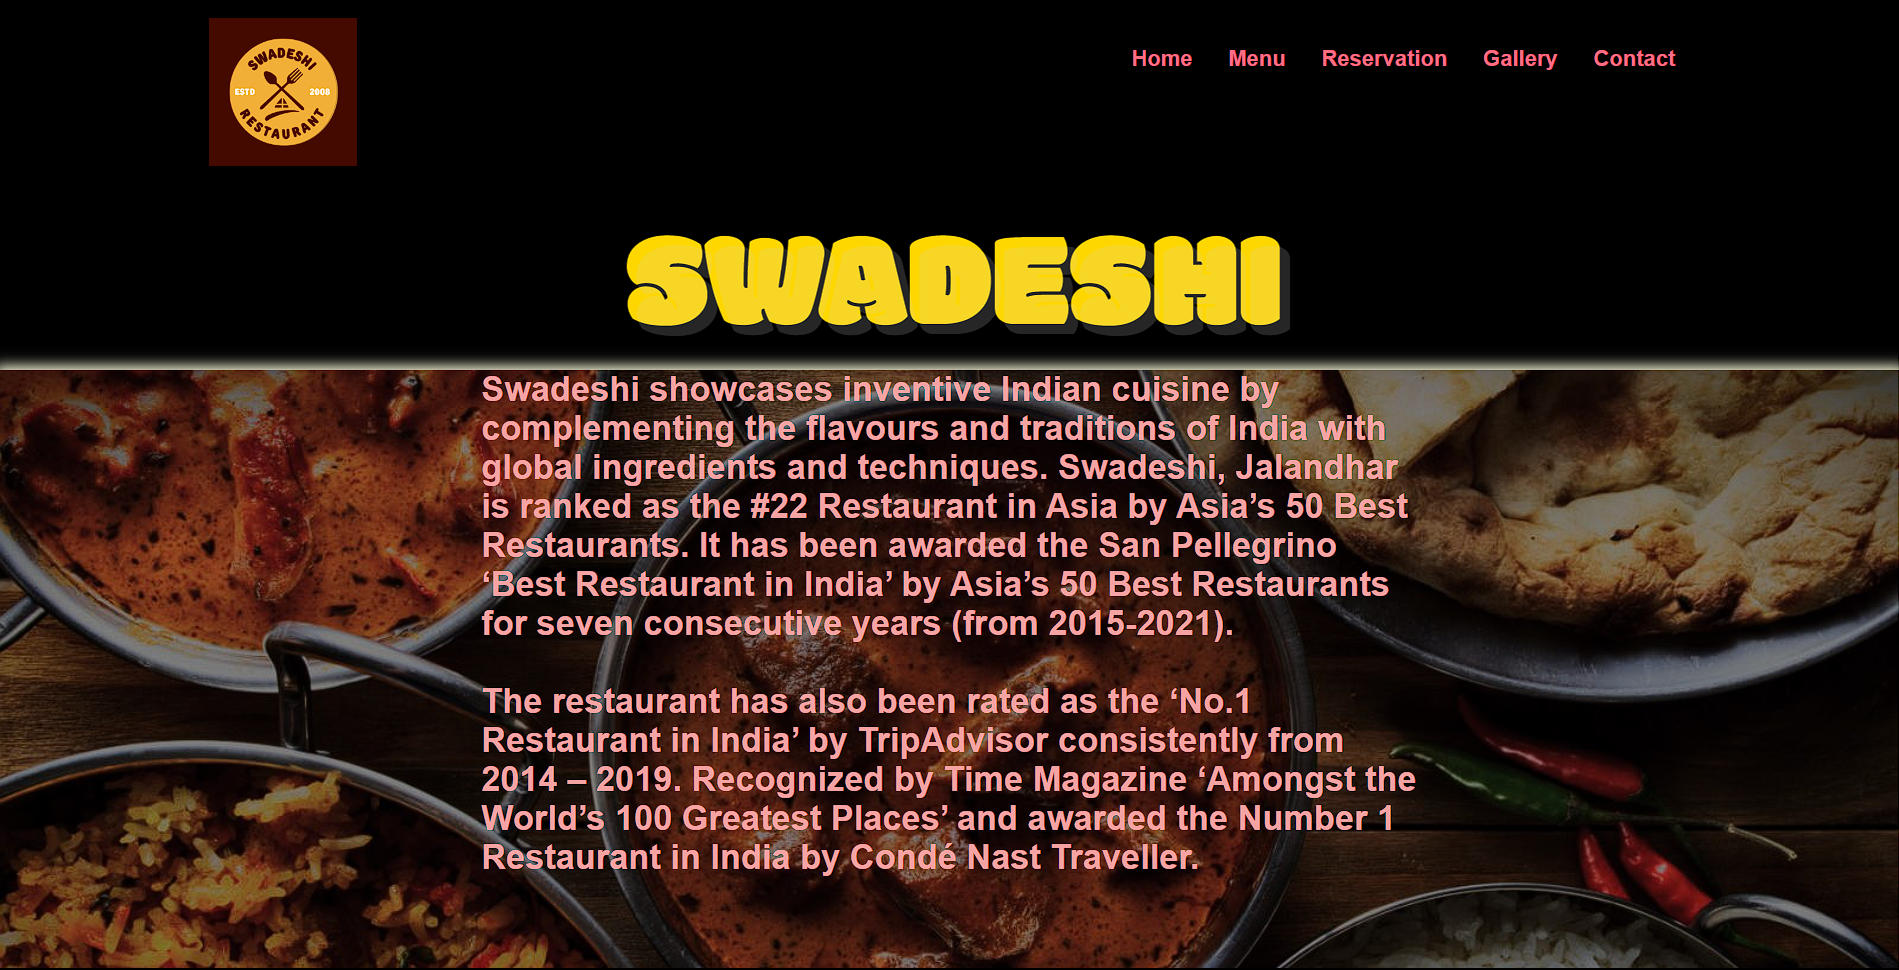 SWADESHI
ESTD 2008
RESTAURANT
Home Menu Reservation Gallery Contact
SWADESHI
Swadeshi showcases inventive Indian cuisine by
complementing the flavours and traditions of India with
global ingredients and techniques. Swadeshi, Jalandhar
is ranked as the #22 Restaurant in Asia by Asia’s 50 Best
Restaurants. It has been awarded the San Pellegrino
‘Best Restaurant in India’ by Asia’s 50 Best Restaurants
for seven consecutive years (from 2015-2021).
The restaurant has also been rated as the ‘No.1
Restaurant in India’ by TripAdvisor consistently from
2014 – 2019. Recognized by Time Magazine ‘Amongst the
World’s 100 Greatest Places’ and awarded the Number 1
Restaurant in India by Condé Nast Traveller.